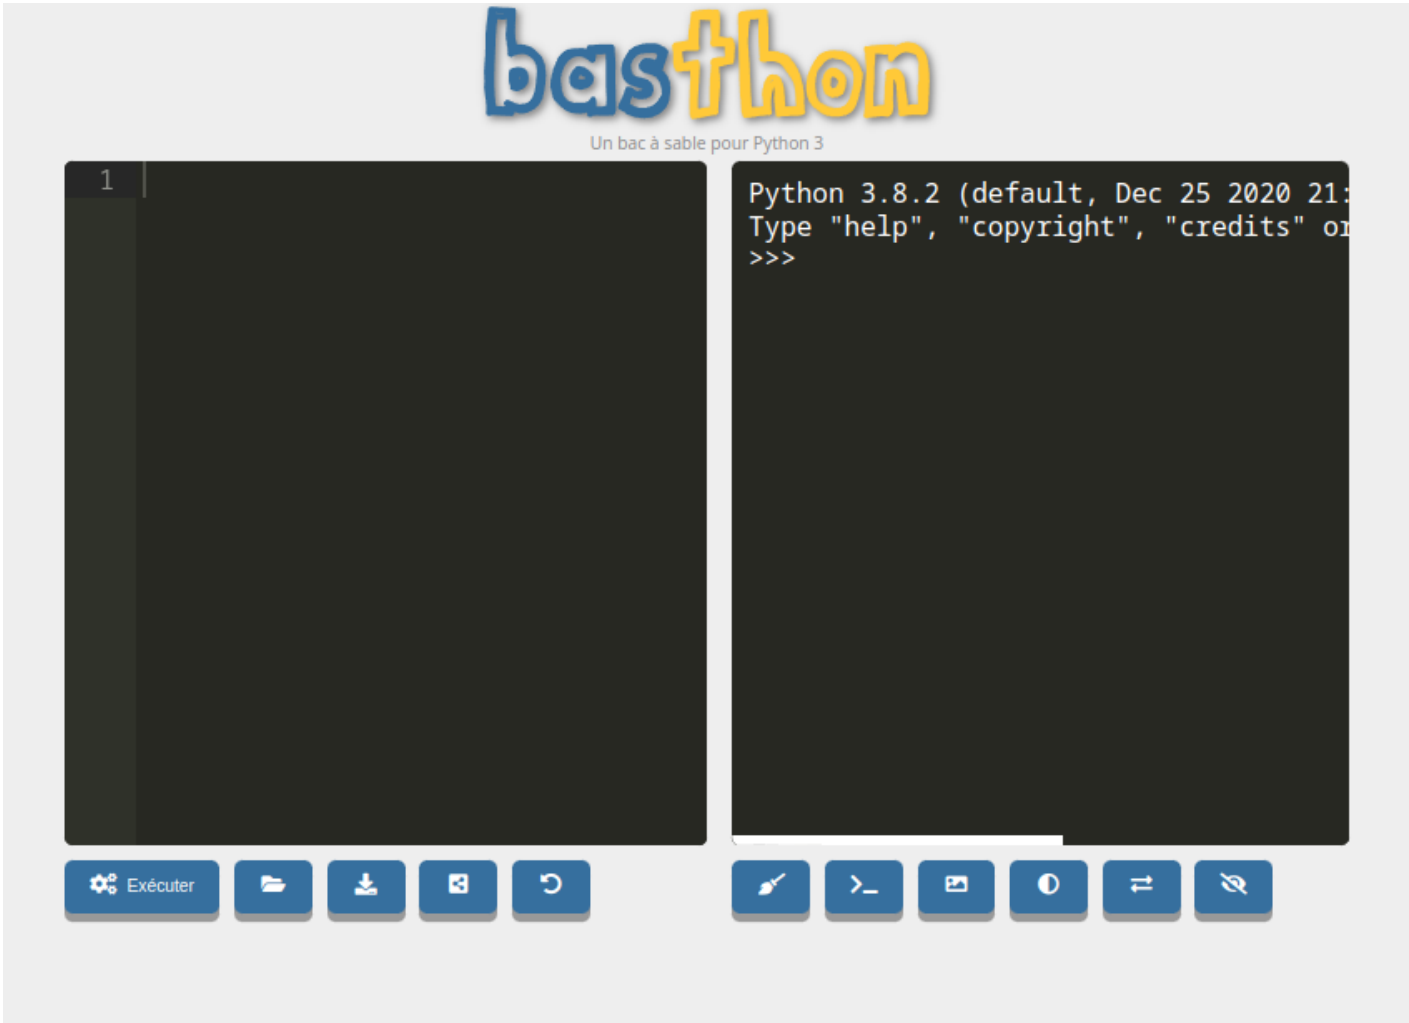 basthon
Un bac à sable pour Python 3
1
Python 3.8.2 (default, Dec 25 2020 21:
Type "help", "copyright", "credits" or
>>>
Exécuter